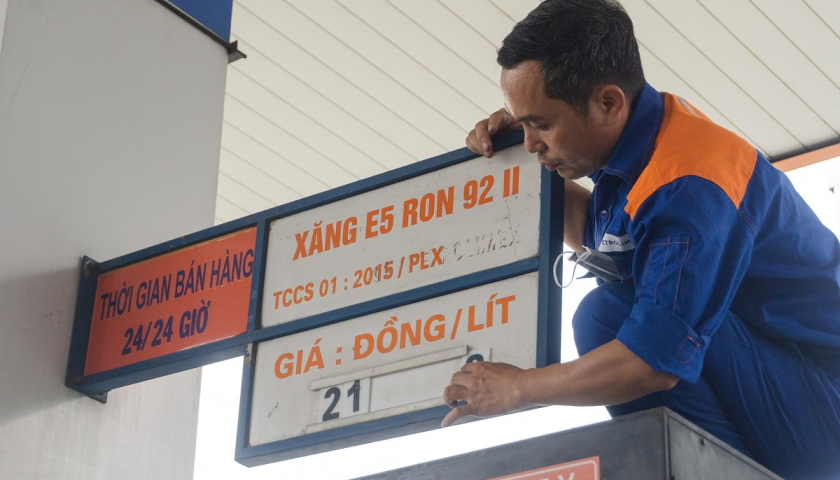 THỜI GIAN BÁN HÀNG
24/24 GIỜ
XĂNG E5 RON 92 II
TCCS 01 : 2015 / PLX
GIÁ : ĐỒNG/LÍT
21